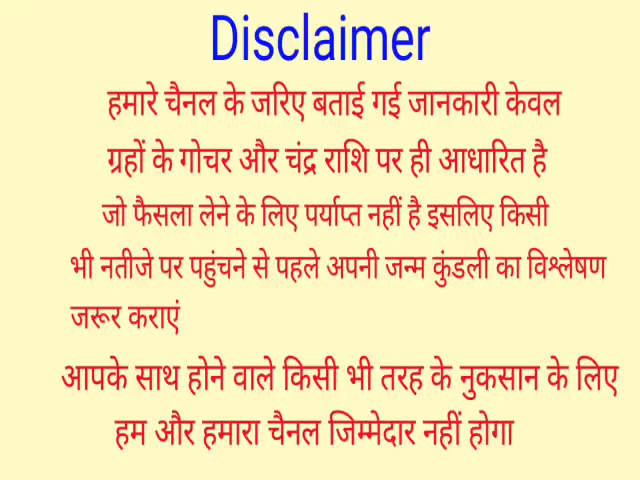 Disclaimer
हमारे चैनल के जरिए बताई गई जानकारी केवल
ग्रहों के गोचर और चंद्र राशि पर ही आधारित है
जो फैसला लेने के लिए पर्याप्त नहीं है इसलिए किसी
भी नतीजे पर पहुंचने से पहले अपनी जन्म कुंडली का विश्लेषण
जरूर कराएं
आपके साथ होने वाले किसी भी तरह के नुकसान के लिए
हम और हमारा चैनल जिम्मेदार नहीं होगा